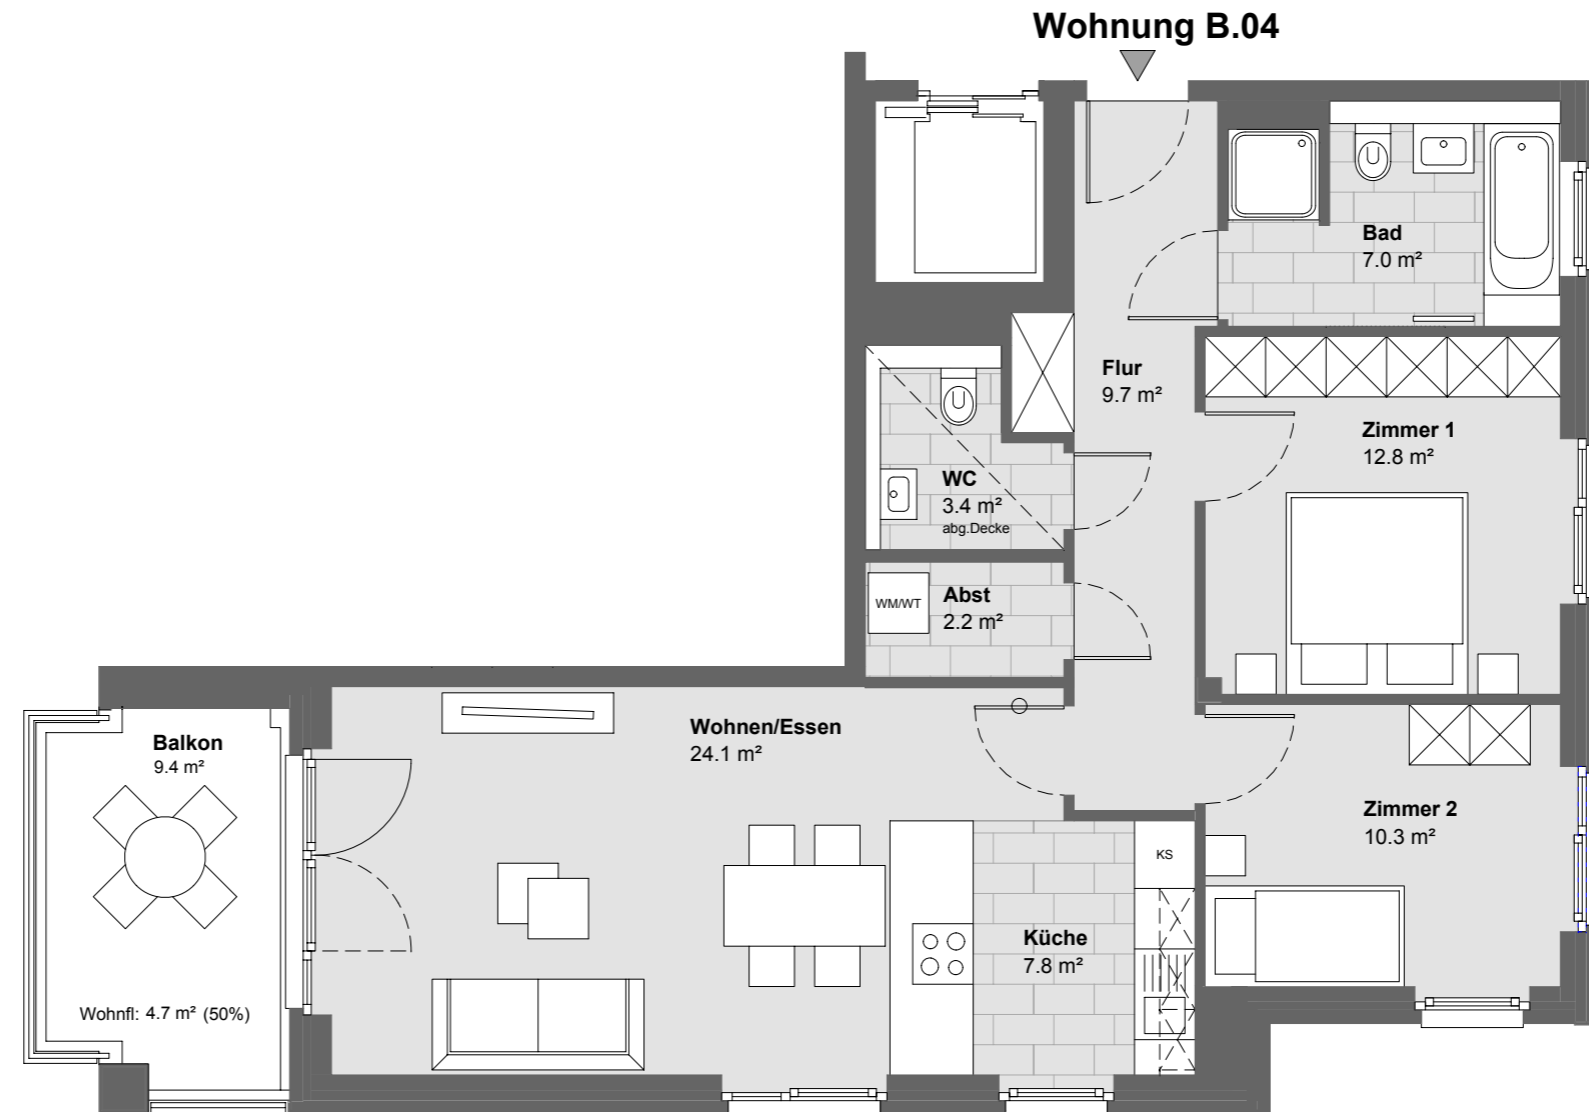 Wohnung B.04
Bad
7.0 m²
Flur
9.7 m²
Zimmer 1
12.8 m²
WC
3.4 m²
abg.Decke
WM/WT
Abst
2.2 m²
Wohnen/Essen
24.1 m²
Balkon
9.4 m²
Zimmer 2
10.3 m²
KS
Küche
7.8 m²
Wohnfl: 4.7 m² (50%)